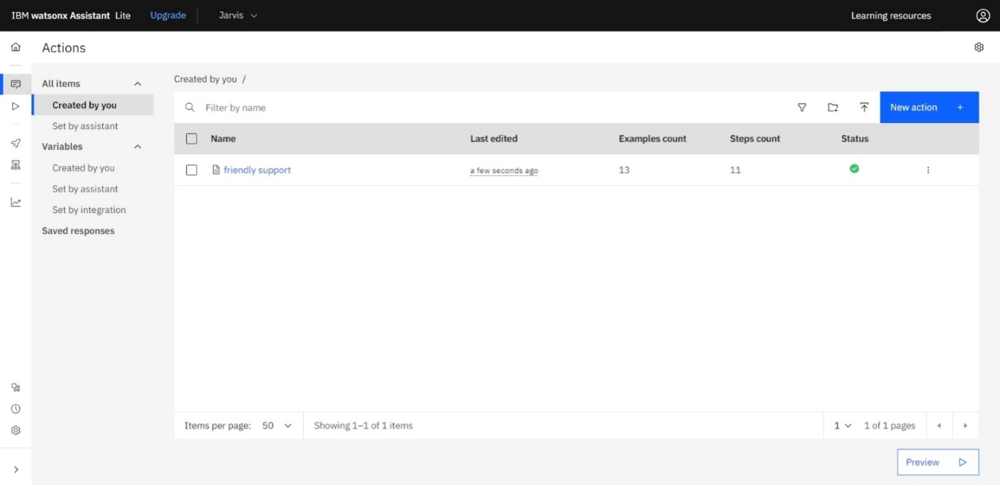 IBM watsonx Assistant Lite Upgrade Jarvis Learning resources
Actions
All items
Created by you
Set by assistant
Variables
Created by you
Set by assistant
Set by integration
Saved responses
Created by you /
Filter by name
New action +
Name Last edited Examples count Steps count Status
friendly support a few seconds ago 13 11
Items per page: 50 Showing 1–1 of 1 items 1 1 of 1 pages
Preview